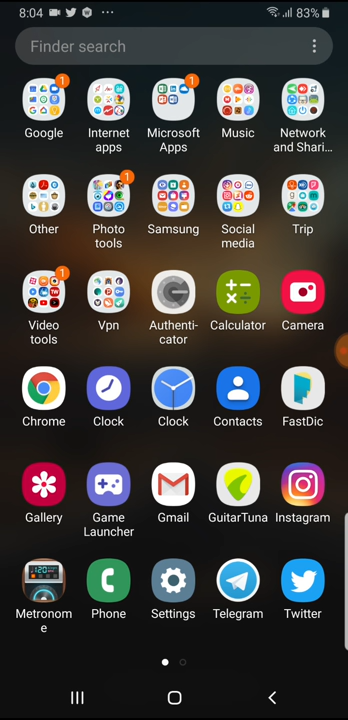 8:04 83%
Finder search
1 1
Google Internet apps Microsoft Apps Music Network and Shari...
1
Other Photo tools Samsung Social media Trip
1
Video tools Vpn Authenti-cator Calculator Camera
Chrome Clock Clock Contacts FastDic
Gallery Game Launcher Gmail GuitarTuna Instagram
120
Metronome Phone Settings Telegram Twitter